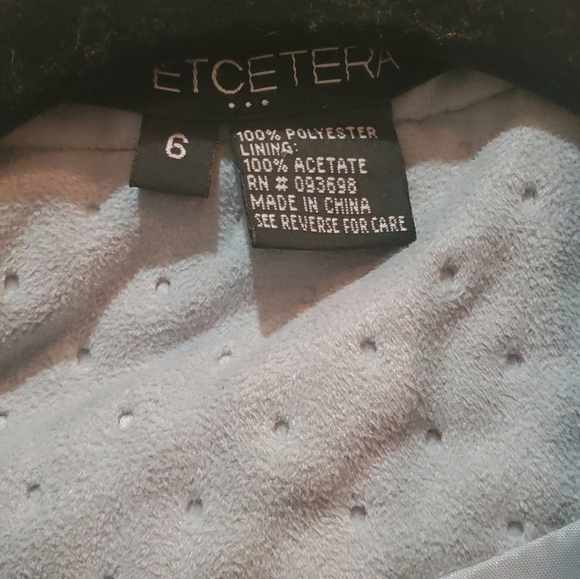 ETCETERA
•••
6
100% POLYESTER
LINING:
100% ACETATE
RN # 093698
MADE IN CHINA
SEE REVERSE FOR CARE